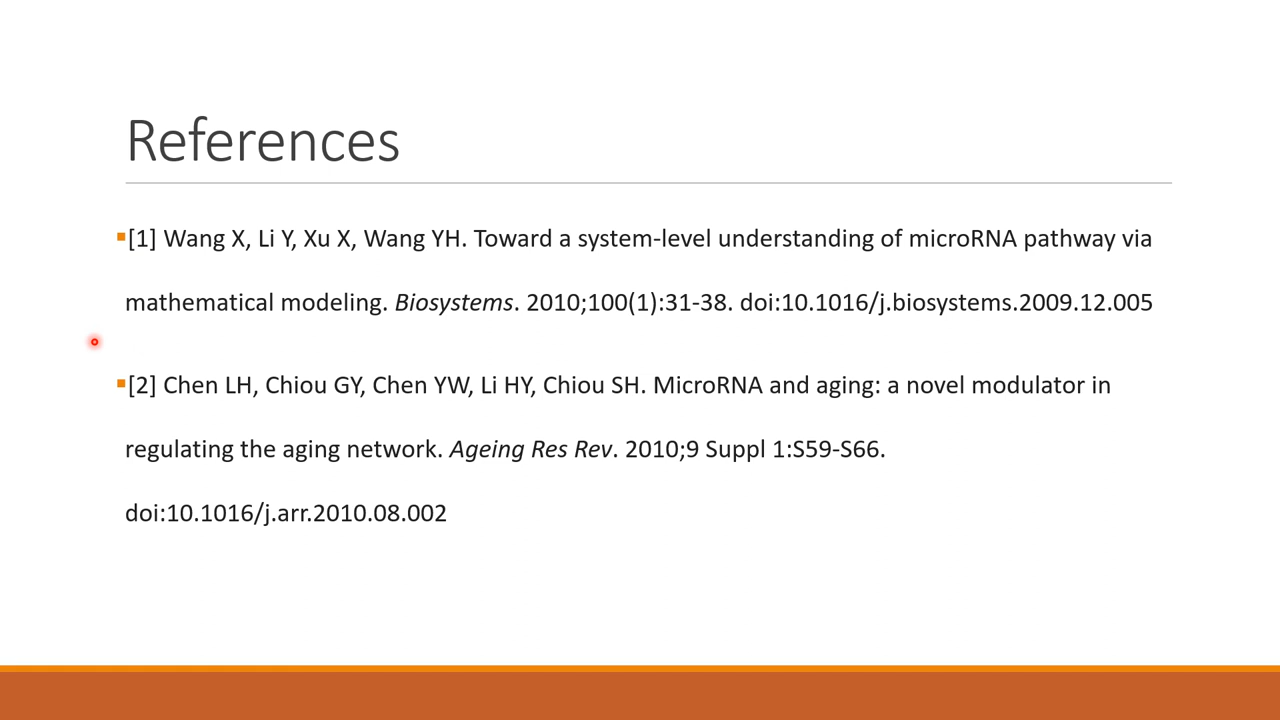 References
[1] Wang X, Li Y, Xu X, Wang YH. Toward a system-level understanding of microRNA pathway via
mathematical modeling. Biosystems. 2010;100(1):31-38. doi:10.1016/j.biosystems.2009.12.005
[2] Chen LH, Chiou GY, Chen YW, Li HY, Chiou SH. MicroRNA and aging: a novel modulator in
regulating the aging network. Ageing Res Rev. 2010;9 Suppl 1:S59-S66.
doi:10.1016/j.arr.2010.08.002